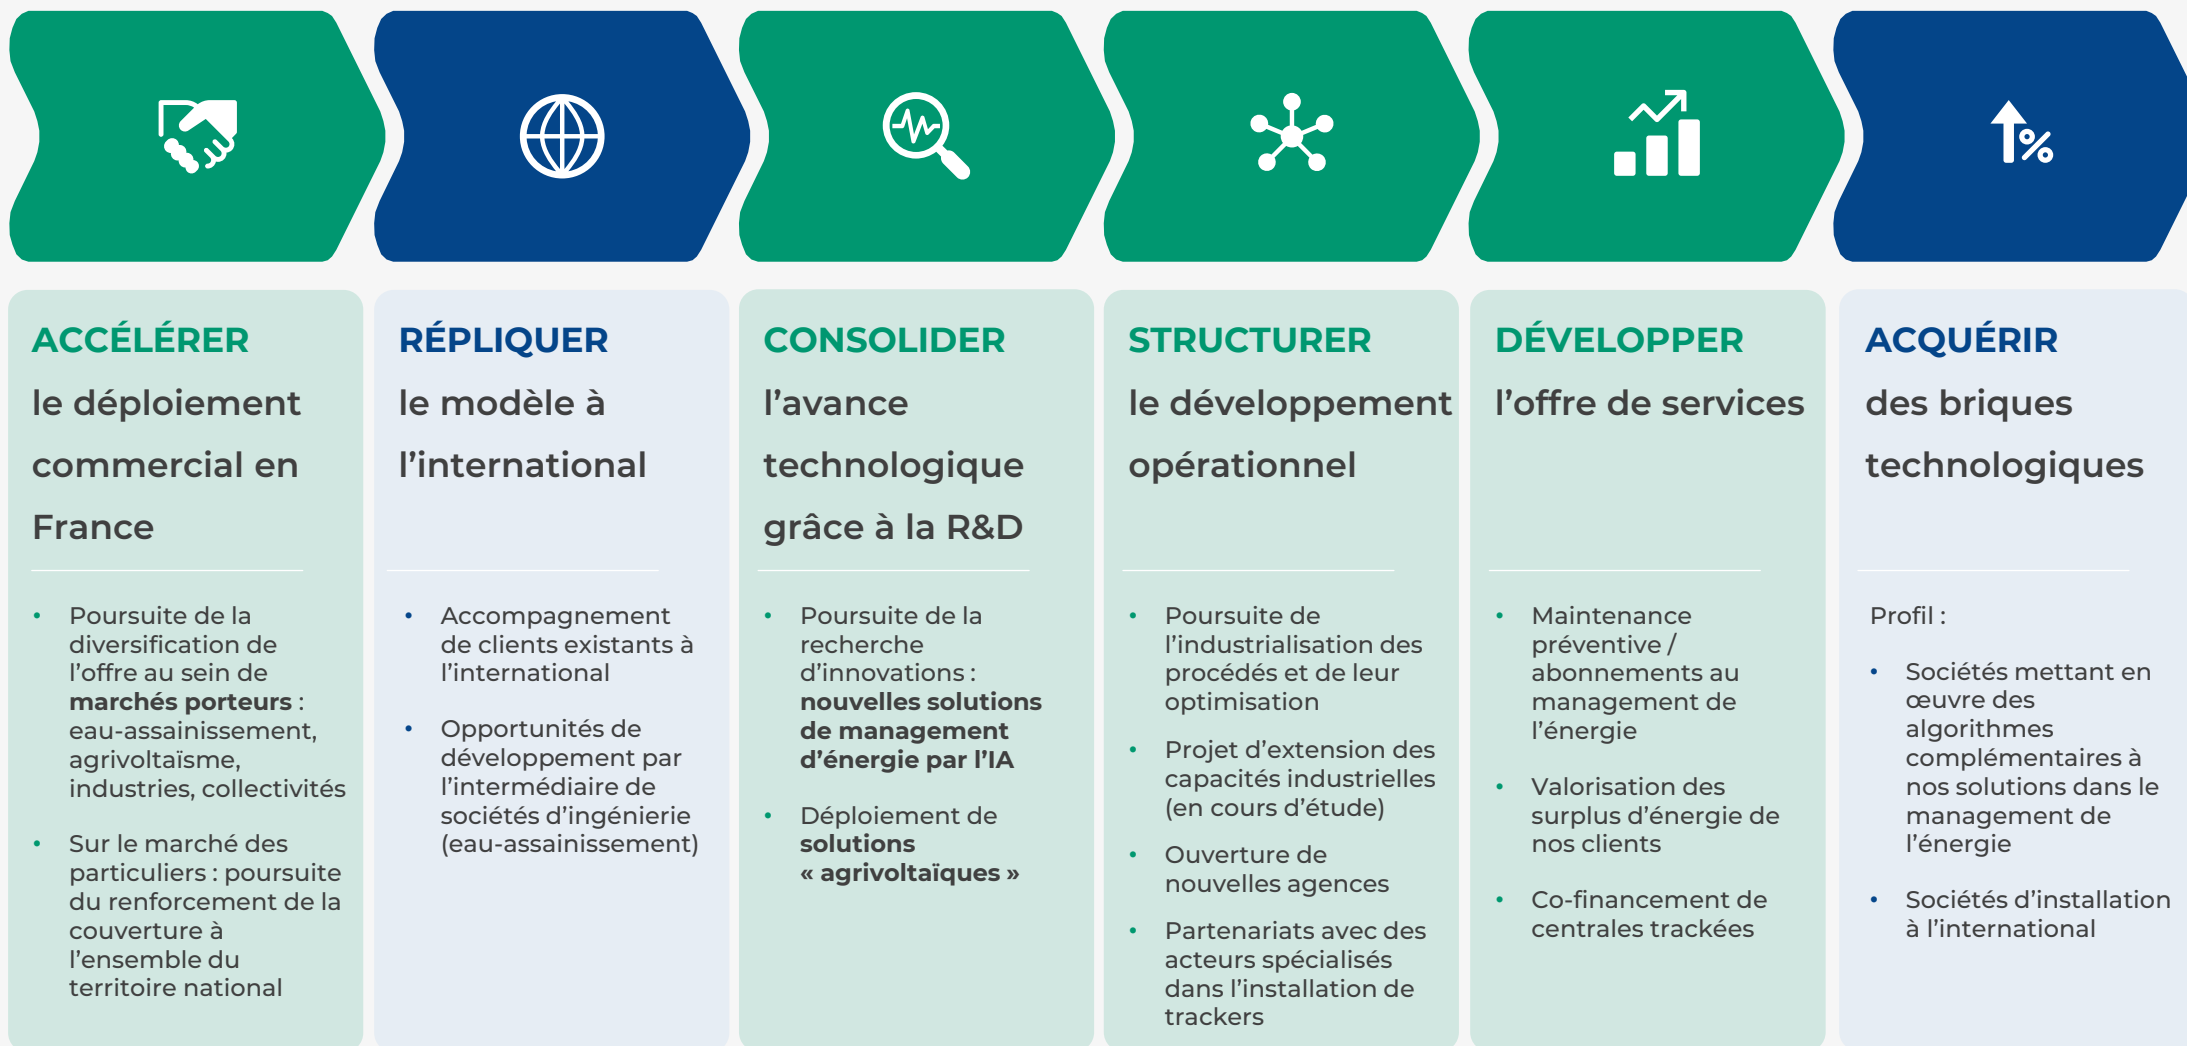 ACCÉLÉRER
le déploiement
commercial en
France
• Poursuite de la
diversification de
l’offre au sein de
marchés porteurs :
eau-assainissement,
agrivoltaïsme,
industries, collectivités
• Sur le marché des
particuliers : poursuite
du renforcement de la
couverture à
l’ensemble du
territoire national
RÉPLIQUER
le modèle à
l’international
• Accompagnement
de clients existants à
l’international
• Opportunités de
développement par
l’intermédiaire de
sociétés d’ingénierie
(eau-assainissement)
CONSOLIDER
l’avance
technologique
grâce à la R&D
• Poursuite de la
recherche
d’innovations :
nouvelles solutions
de management
d’énergie par l’IA
• Déploiement de
solutions
« agrivoltaïques »
STRUCTURER
le développement
opérationnel
• Poursuite de
l’industrialisation des
procédés et de leur
optimisation
• Projet d’extension des
capacités industrielles
(en cours d’étude)
• Ouverture de
nouvelles agences
• Partenariats avec des
acteurs spécialisés
dans l’installation de
trackers
DÉVELOPPER
l’offre de services
• Maintenance
préventive /
abonnements au
management de
l’énergie
• Valorisation des
surplus d’énergie de
nos clients
• Co-financement de
centrales trackées
%
ACQUÉRIR
des briques
technologiques
Profil :
• Sociétés mettant en
œuvre des
algorithmes
complémentaires à
nos solutions dans le
management de
l’énergie
• Sociétés d’installation
à l’international